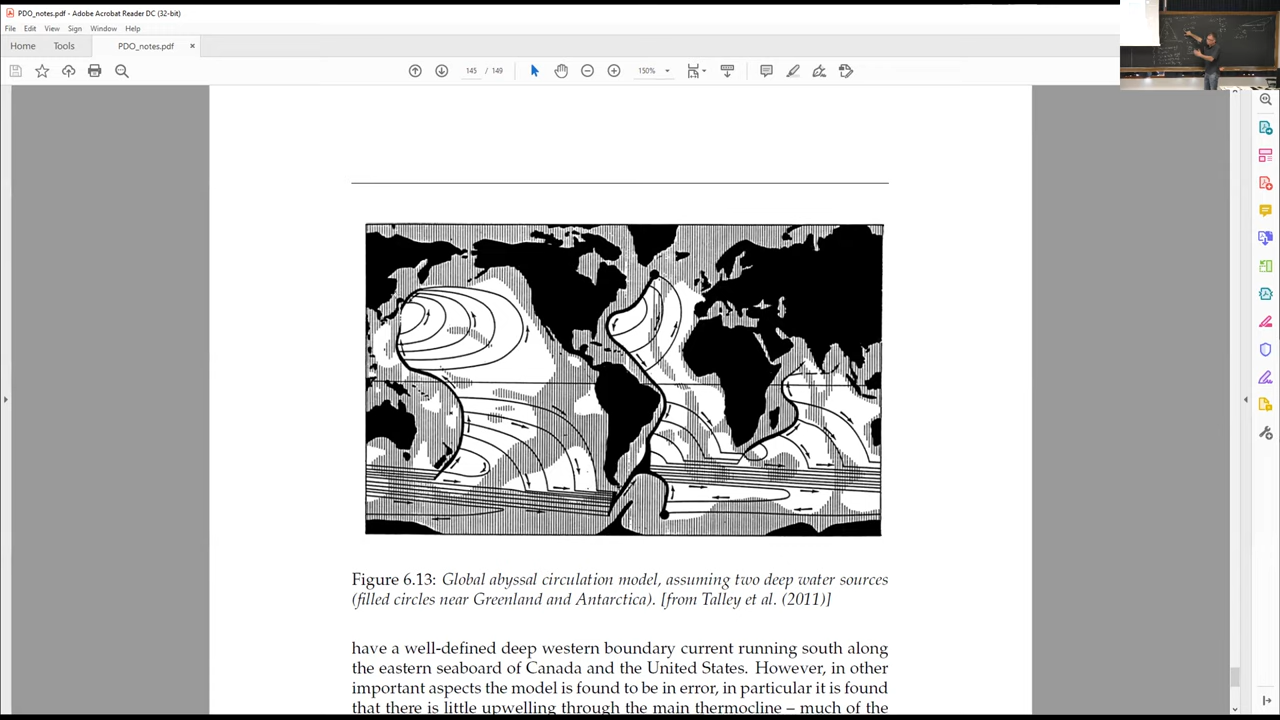 PDO_notes.pdf - Adobe Acrobat Reader DC (32-bit)
File Edit View Sign Window Help
Home Tools PDO_notes.pdf ×
145 / 149 150%
Figure 6.13: Global abyssal circulation model, assuming two deep water sources
(filled circles near Greenland and Antarctica). [from Talley et al. (2011)]
have a well-defined deep western boundary current running south along
the eastern seaboard of Canada and the United States. However, in other
important aspects the model is found to be in error, in particular it is found
that there is little upwelling through the main thermocline – much of the